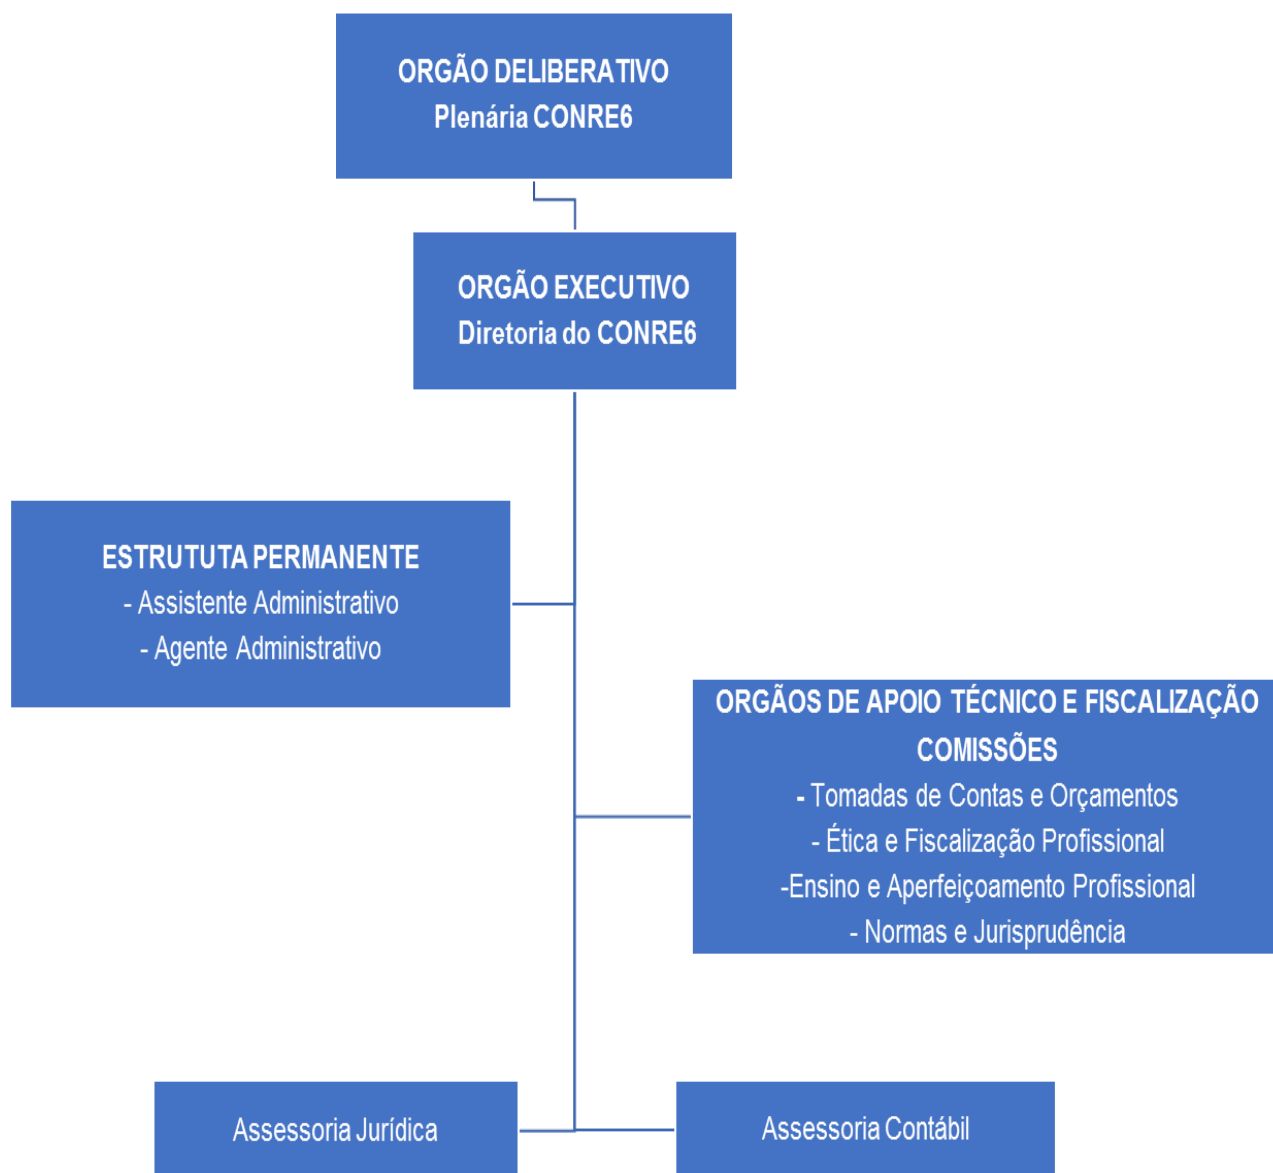 ORGÃO DELIBERATIVO
Plenária CONRE6
ORGÃO EXECUTIVO
Diretoria do CONRE6
ESTRUTUTA PERMANENTE
- Assistente Administrativo
- Agente Administrativo
ORGÃOS DE APOIO TÉCNICO E FISCALIZAÇÃO
COMISSÕES
- Tomadas de Contas e Orçamentos
- Ética e Fiscalização Profissional
-Ensino e Aperfeiçoamento Profissional
- Normas e Jurisprudência
Assessoria Jurídica
Assessoria Contábil